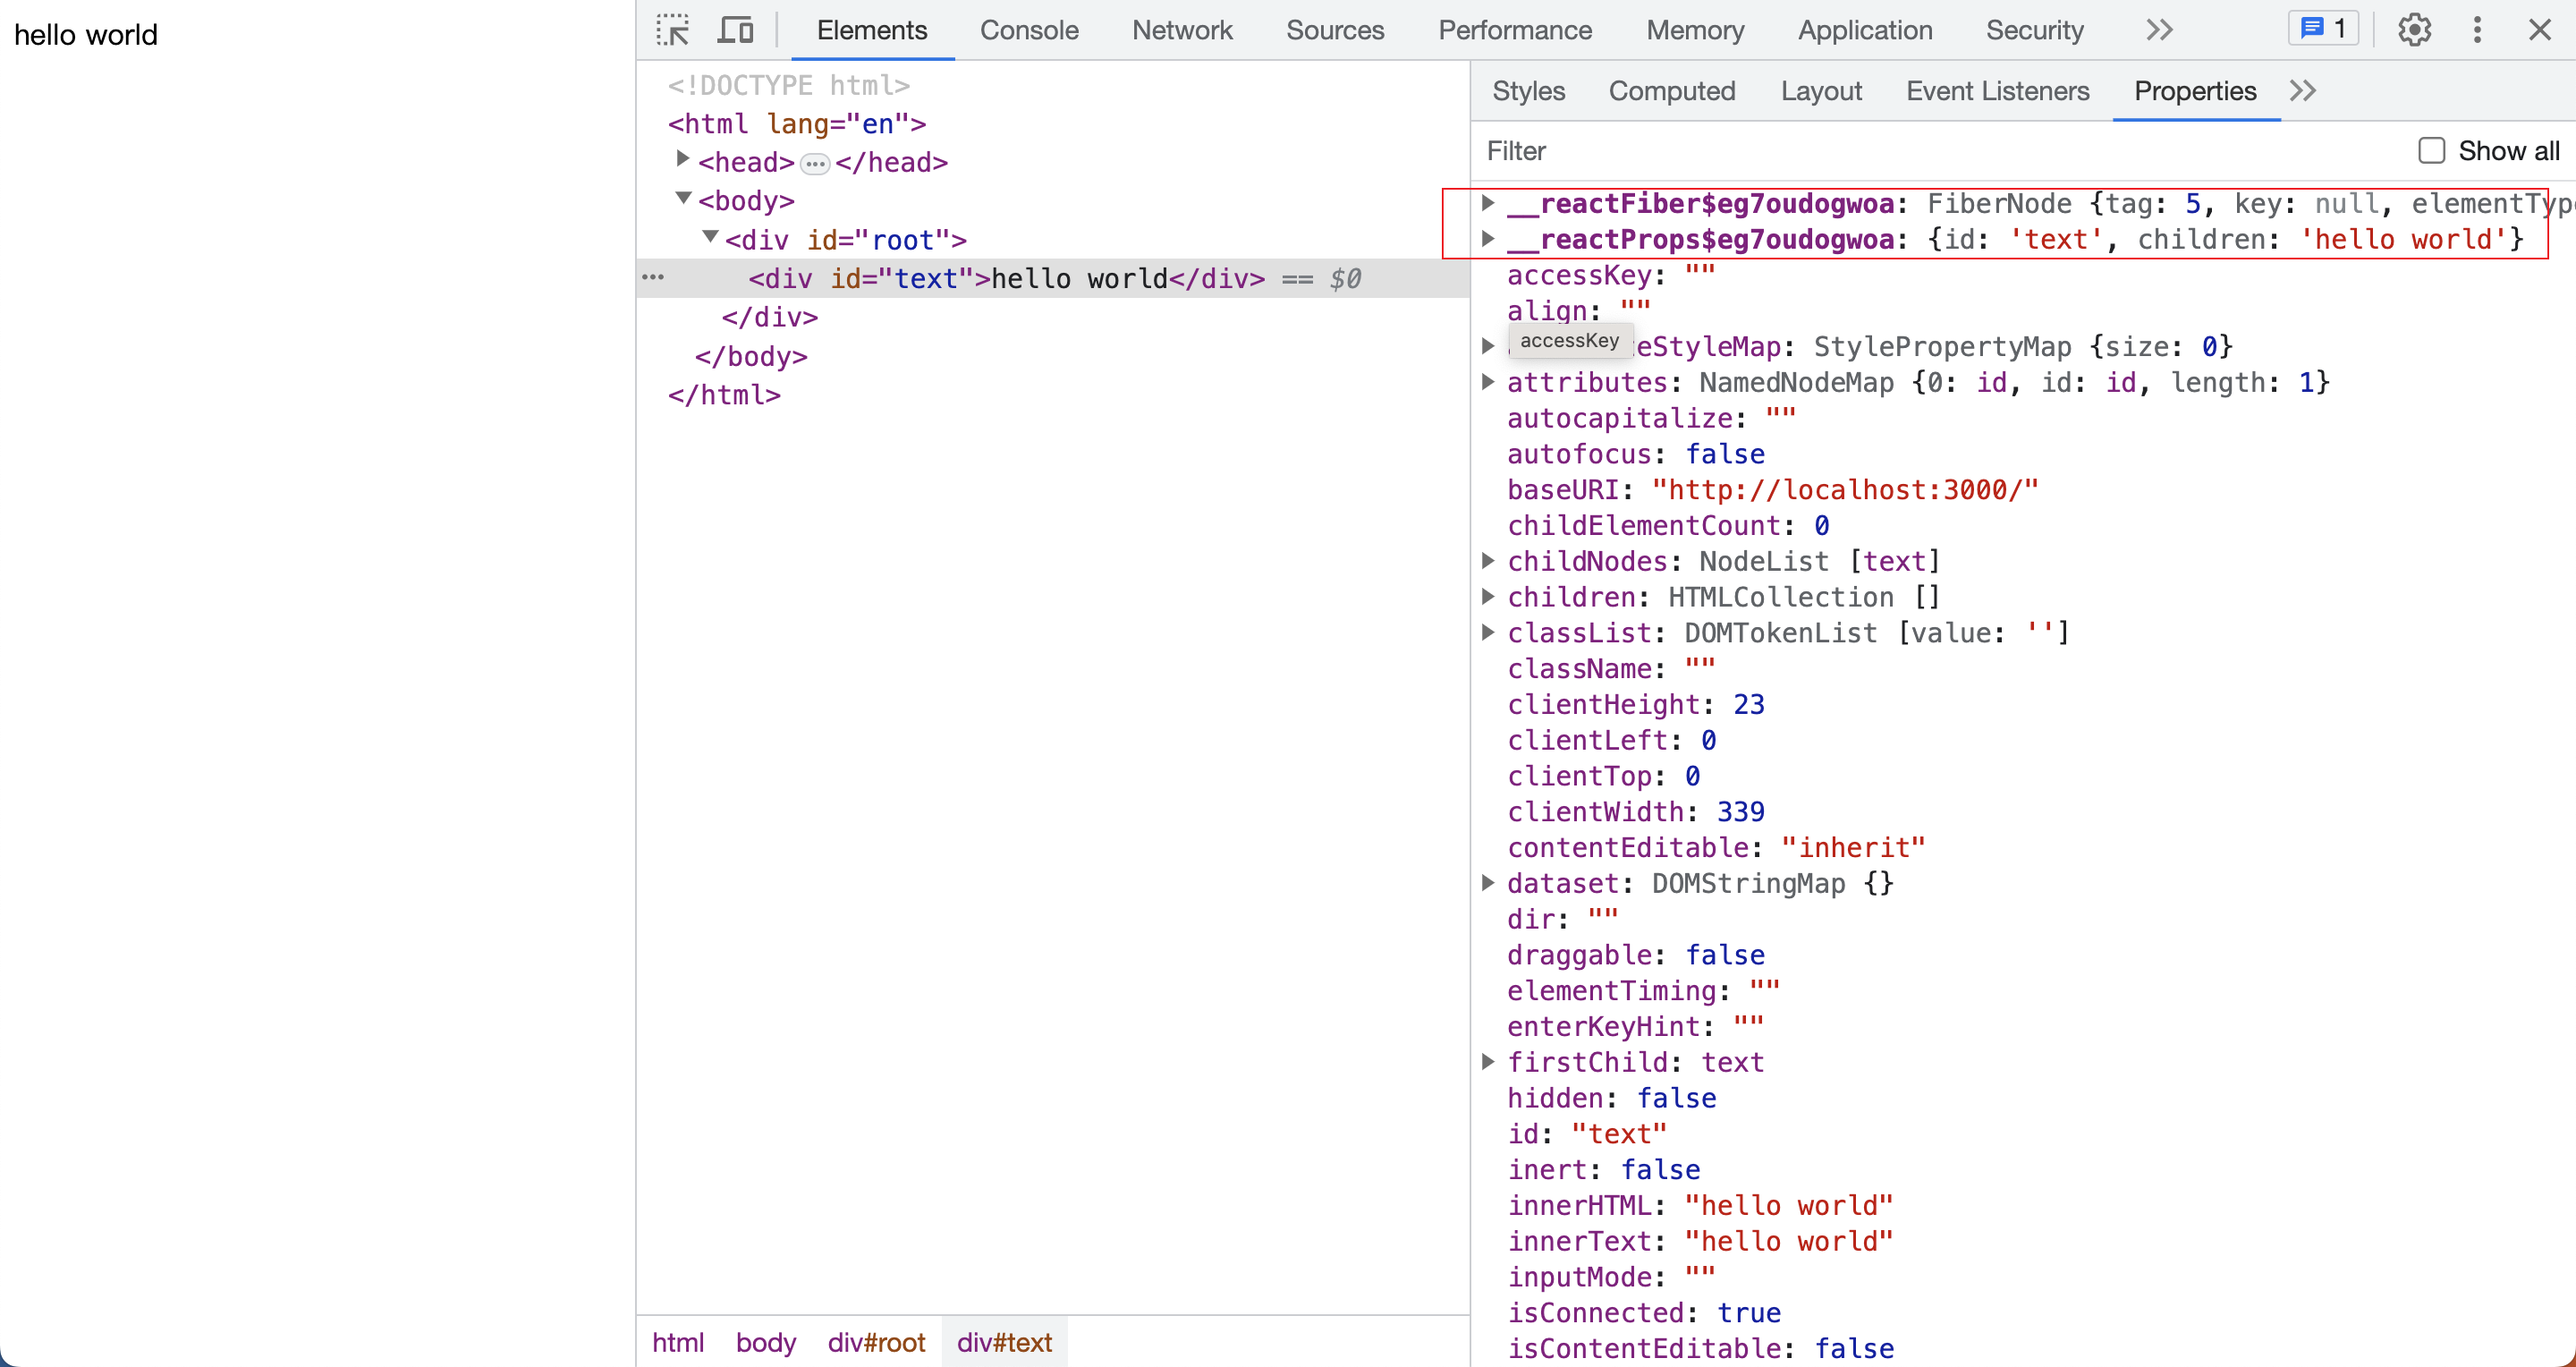 hello world
Elements Console Network Sources Performance Memory Application Security 1
<!DOCTYPE html>
<html lang="en">
<head> </head>
<body>
<div id="root">
<div id="text">hello world</div> == $0
</div>
</body>
</html>
html body div#root div#text
Styles Computed Layout Event Listeners Properties
Filter Show all
__reactFiber$eg7oudogwoa: FiberNode {tag: 5, key: null, elementType
__reactProps$eg7oudogwoa: {id: 'text', children: 'hello world'}
accessKey: ""
align: ""
accessKey
eStyleMap: StylePropertyMap {size: 0}
attributes: NamedNodeMap {0: id, id: id, length: 1}
autocapitalize: ""
autofocus: false
baseURI: "http://localhost:3000/"
childElementCount: 0
childNodes: NodeList [text]
children: HTMLCollection []
classList: DOMTokenList [value: '']
className: ""
clientHeight: 23
clientLeft: 0
clientTop: 0
clientWidth: 339
contentEditable: "inherit"
dataset: DOMStringMap {}
dir: ""
draggable: false
elementTiming: ""
enterKeyHint: ""
firstChild: text
hidden: false
id: "text"
inert: false
innerHTML: "hello world"
innerText: "hello world"
inputMode: ""
isConnected: true
isContentEditable: false